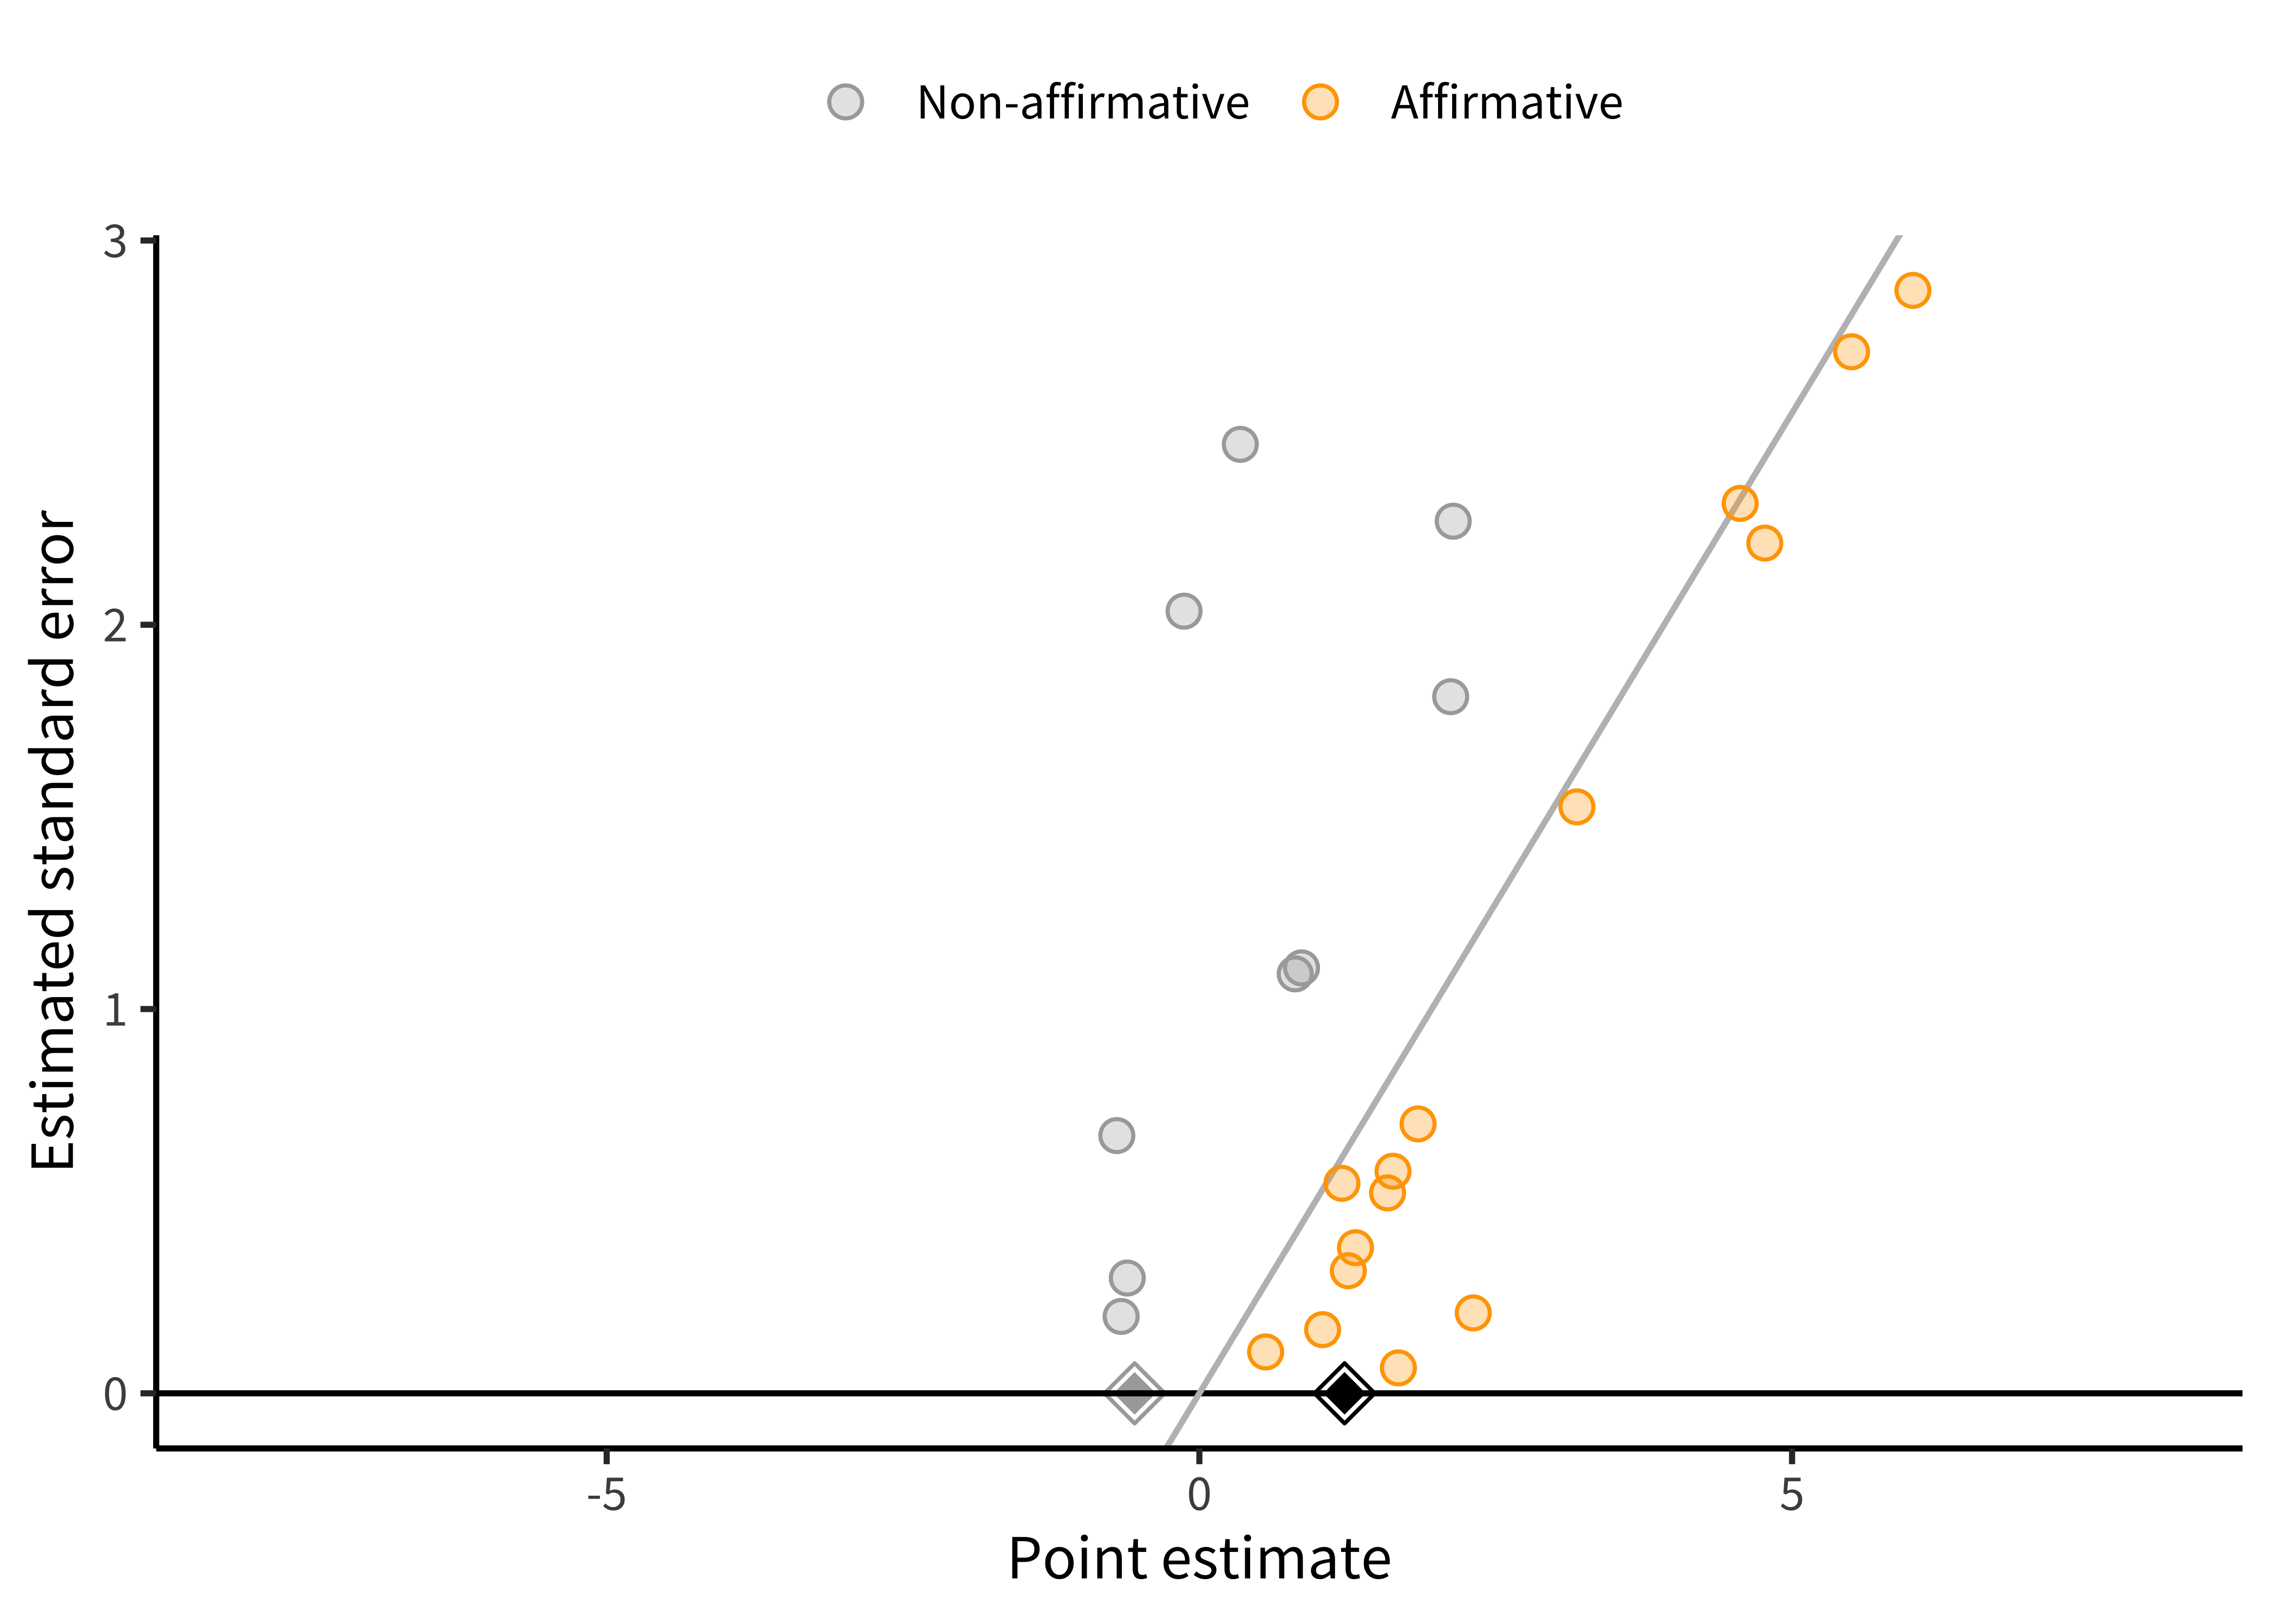 Non-affirmative Affirmative
3
2
1
0
Estimated standard error
-5 0 5
Point estimate